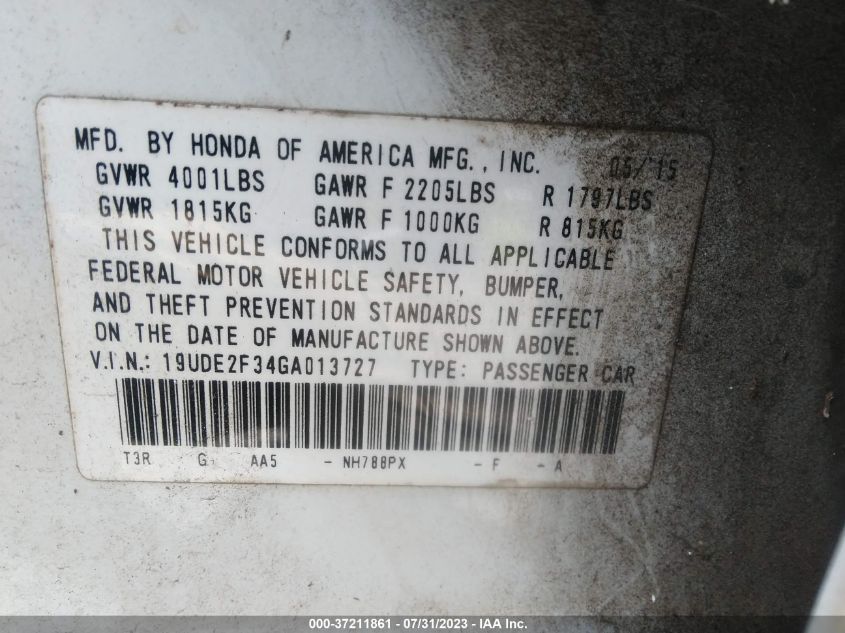 MFD. BY HONDA OF AMERICA MFG., INC. 05/'15
GVWR 4001LBS GAWR F 2205LBS R 1797LBS
GVWR 1815KG GAWR F 1000KG R 815KG
THIS VEHICLE CONFORMS TO ALL APPLICABLE
FEDERAL MOTOR VEHICLE SAFETY, BUMPER,
AND THEFT PREVENTION STANDARDS IN EFFECT
ON THE DATE OF MANUFACTURE SHOWN ABOVE.
V.I.N.: 19UDE2F34GA013727 TYPE: PASSENGER CAR
T3R G AA5 - NH788PX - F - A
000-37211861 - 07/31/2023 - IAA Inc.